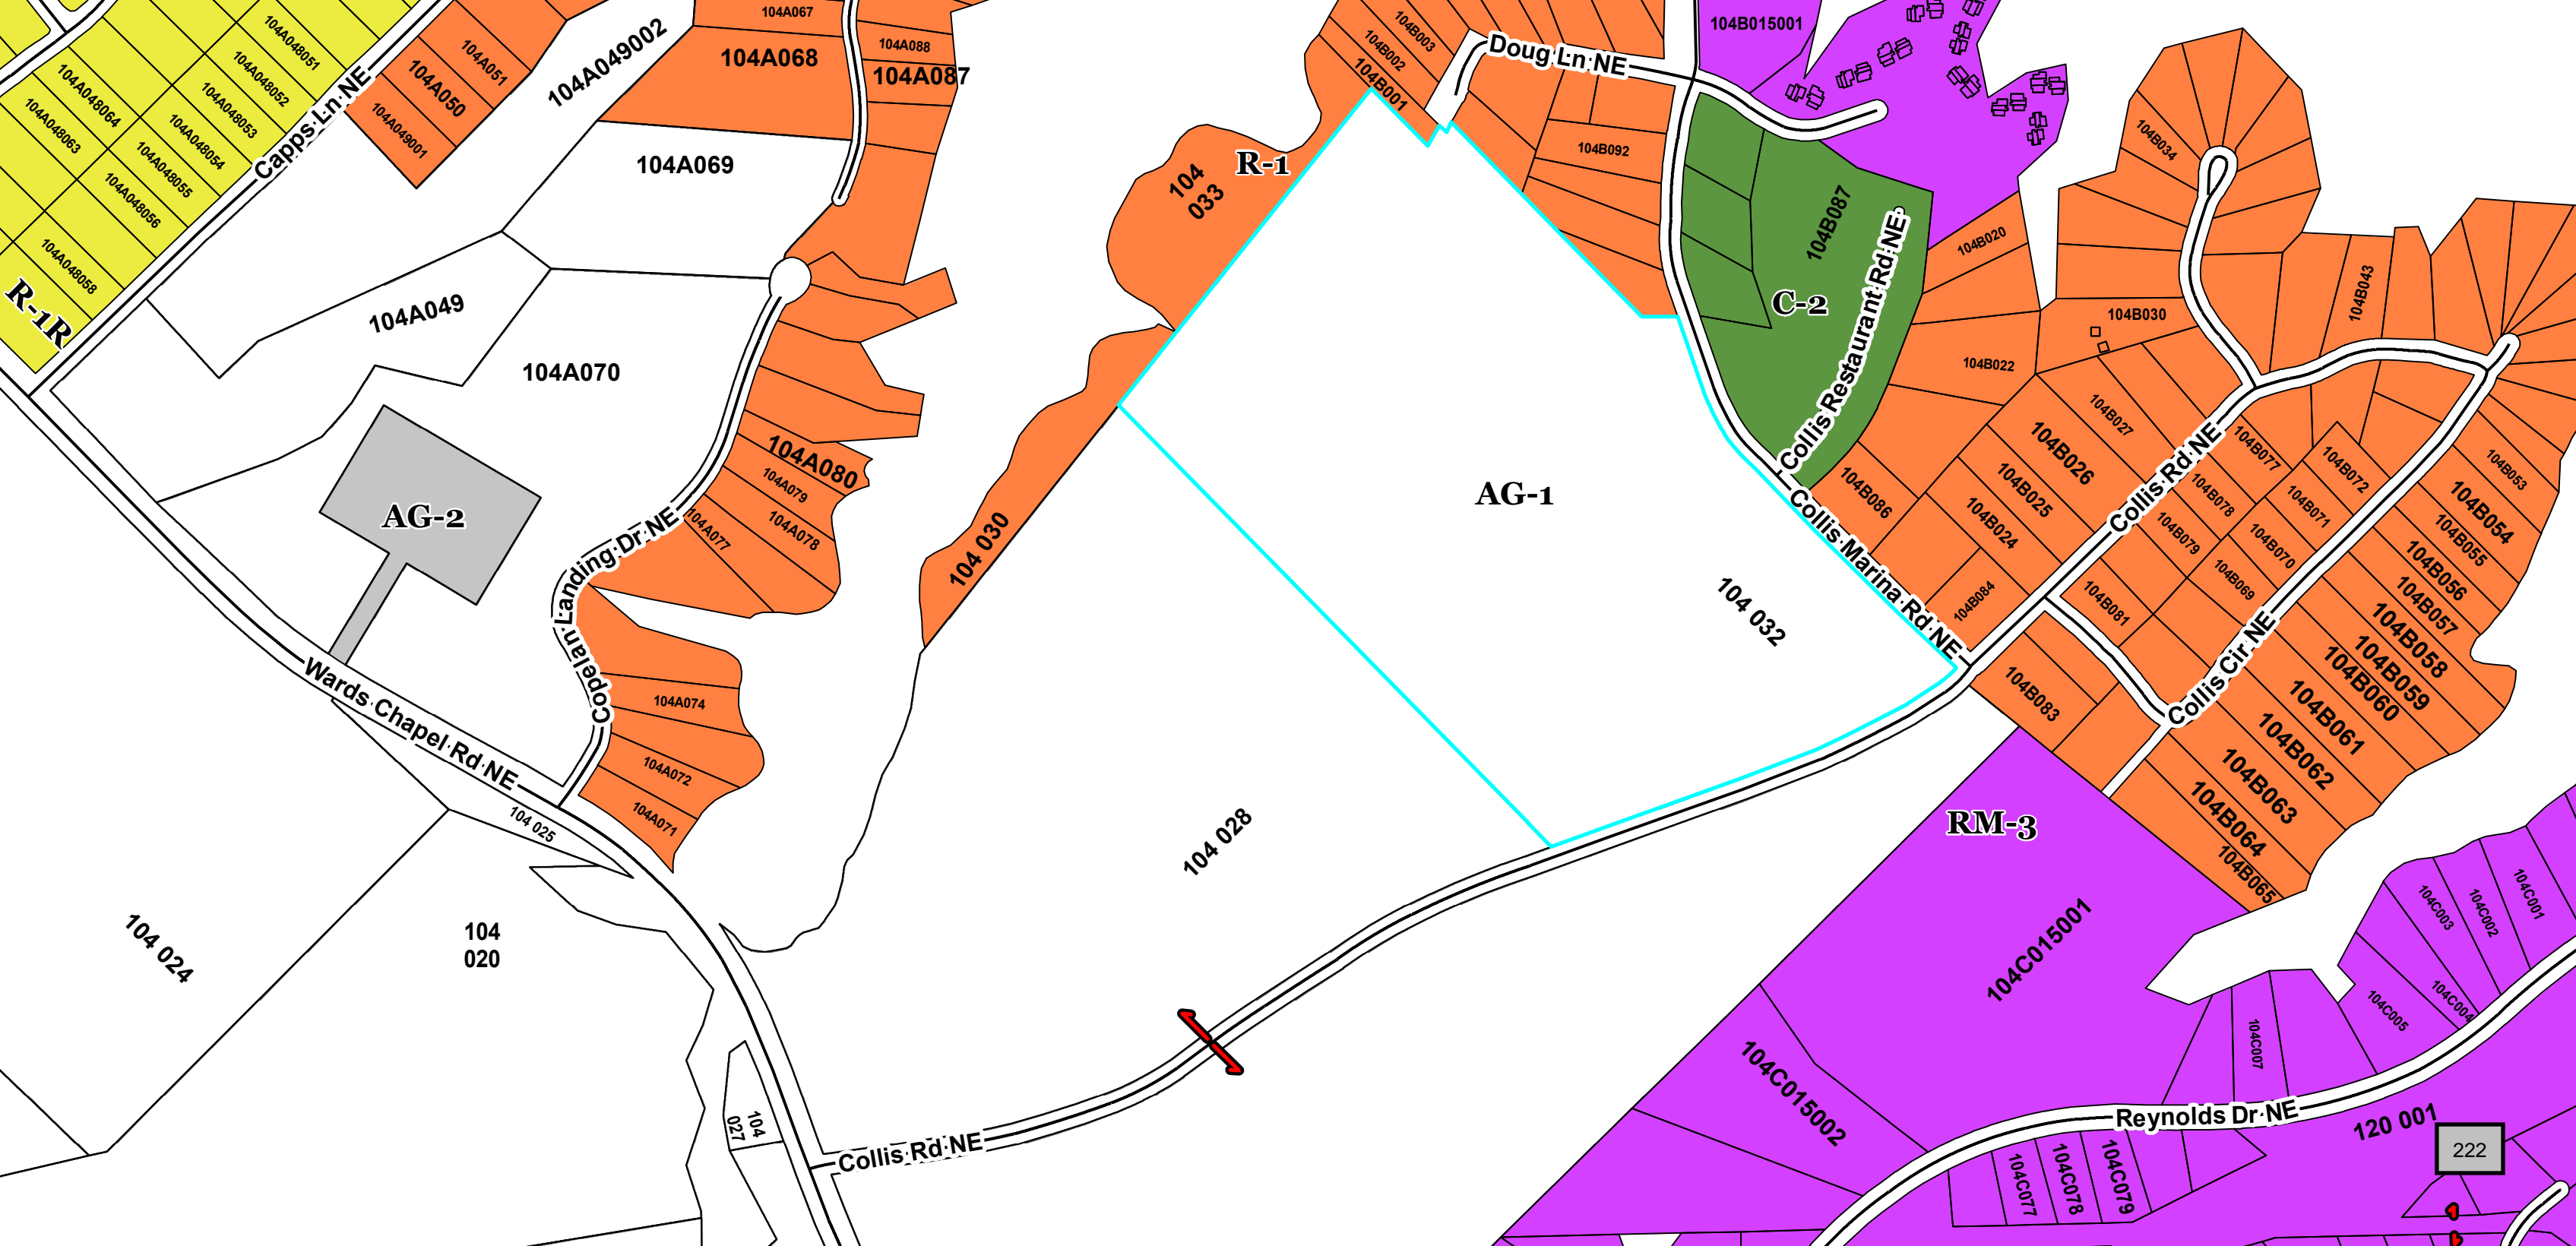 104A067
104A068
104A088
104A087
104A049002
104A051
104A050
104A049001
104A048051
104A048052
104A048053
104A048054
104A048055
104A048056
104A048064
104A048063
104A048058
Capps Ln NE
R-1R
104A069
104A049
104A070
AG-2
104A080
104A079
104A078
104A077
Copelan Landing Dr NE
104A074
104A072
104A071
Wards Chapel Rd NE
104 025
104 024
104
020
104
027
Collis Rd NE
104 028
104 030
104
033
R-1
104B003
104B002
104B001
Doug Ln NE
104B015001
104B092
104B087
C-2
Collis Restaurant Rd NE
AG-1
104 032
Collis Marina Rd NE
104B020
104B022
104B034
104B030
104B043
104B027
104B026
104B025
104B024
104B086
104B084
Collis Rd NE
104B077
104B078
104B079
104B081
104B072
104B071
104B070
104B069
104B083
Collis Cir NE
104B053
104B054
104B055
104B056
104B057
104B058
104B059
104B060
104B061
104B062
104B063
104B064
104B065
RM-3
104C015001
104C015002
104C001
104C002
104C003
104C004
104C005
104C007
Reynolds Dr NE
120 001
222
104C077
104C078
104C079